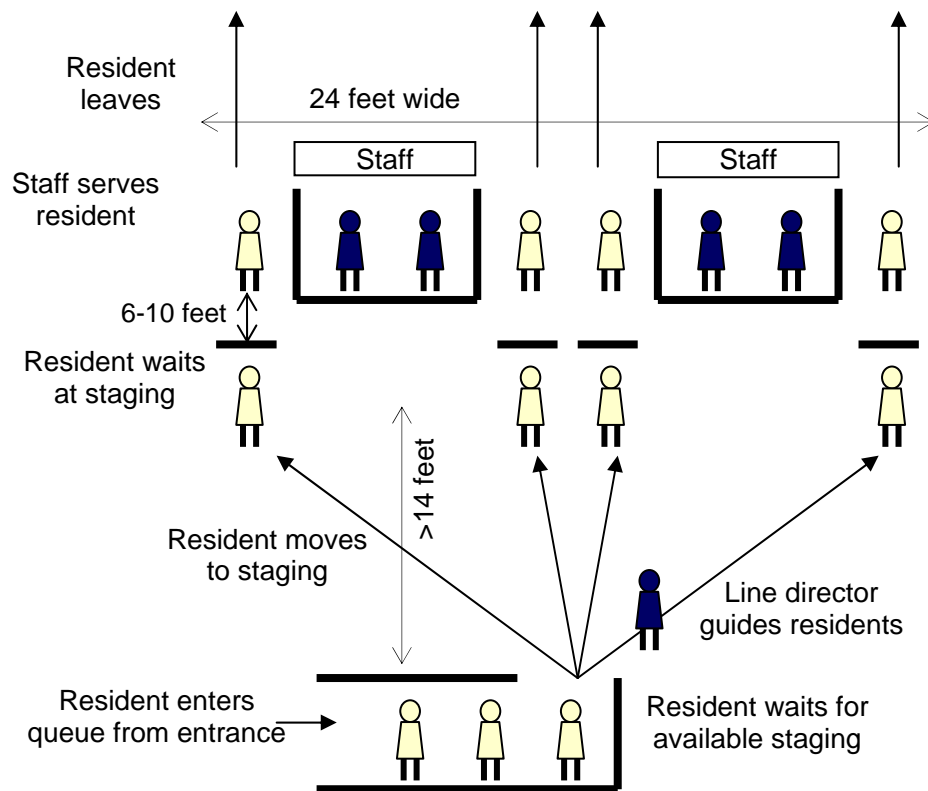 Resident
leaves
24 feet wide
Staff
Staff
Staff serves
resident
6-10 feet
Resident waits
at staging
>14 feet
Resident moves
to staging
Line director
guides residents
Resident enters
queue from entrance
Resident waits for
available staging